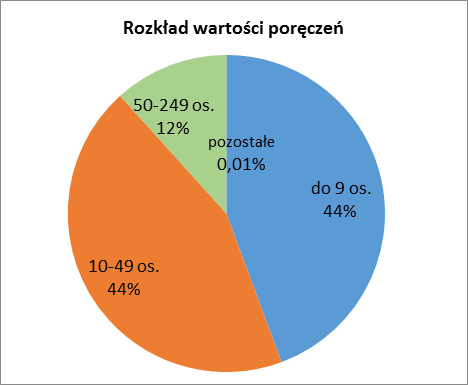 Rozkład wartości poręczeń
50-249 os.
12%
pozostałe
0,01%
do 9 os.
44%
10-49 os.
44%